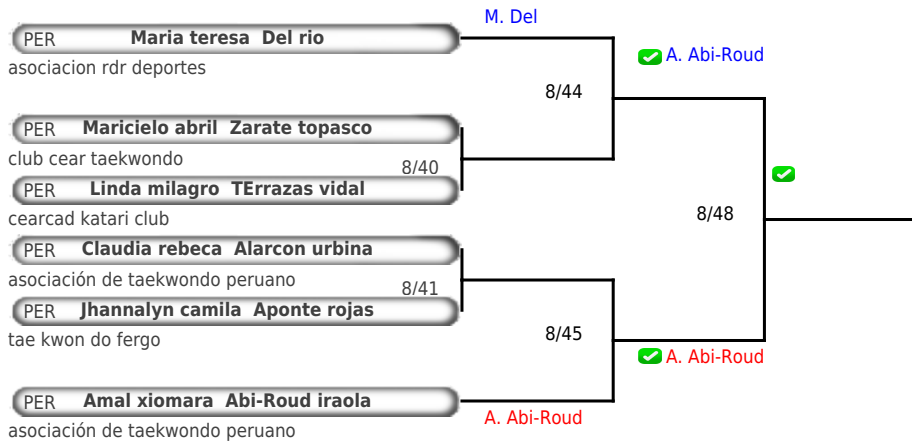 M. Del
PER Maria teresa Del rio
asociacion rdr deportes
A. Abi-Roud
8/44
PER Maricielo abril Zarate topasco
club cear taekwondo
8/40
PER Linda milagro TErrazas vidal
cearcad katari club
8/48
PER Claudia rebeca Alarcon urbina
asociación de taekwondo peruano
8/41
PER Jhannalyn camila Aponte rojas
tae kwon do fergo
8/45
A. Abi-Roud
PER Amal xiomara Abi-Roud iraola
A. Abi-Roud
asociación de taekwondo peruano